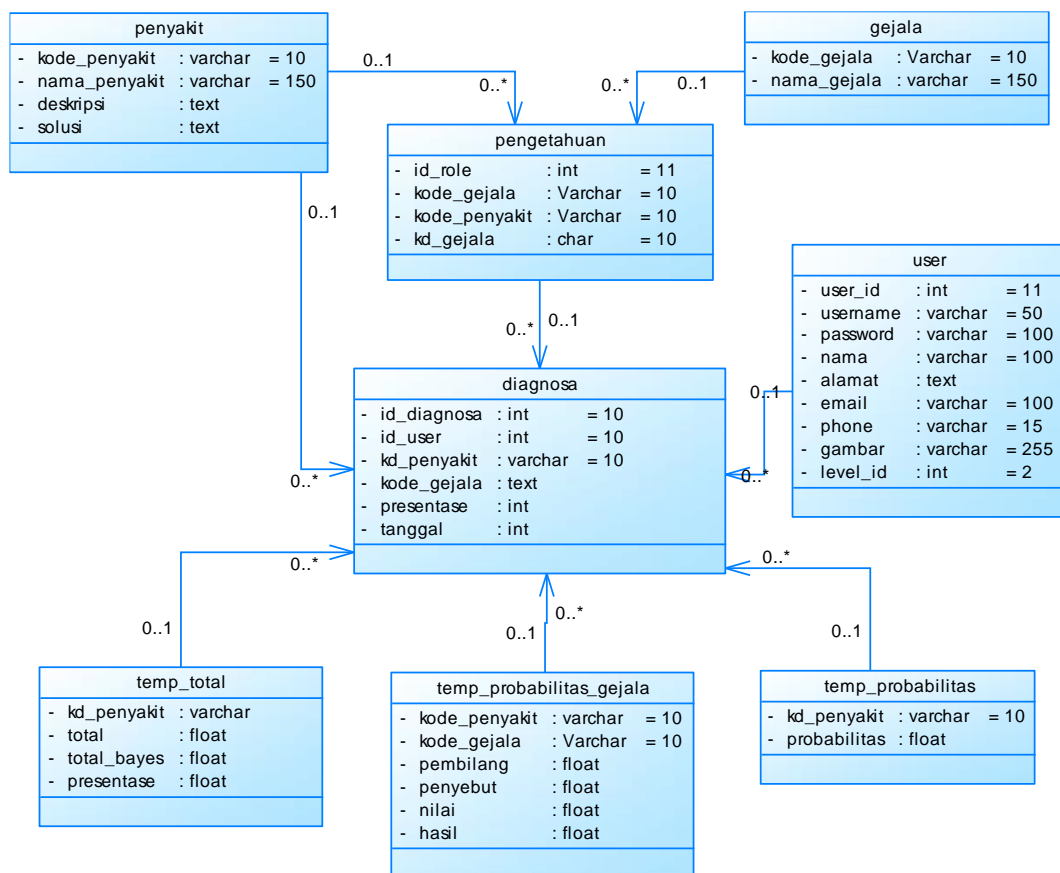 penyakit
- kode_penyakit : varchar = 10
- nama_penyakit : varchar = 150
- deskripsi : text
- solusi : text
gejala
- kode_gejala : Varchar = 10
- nama_gejala : varchar = 150
0..1
0..*
0..*
0..1
pengetahuan
- id_role : int = 11
- kode_gejala : Varchar = 10
- kode_penyakit : Varchar = 10
- kd_gejala : char = 10
0..1
0..*
0..1
user
- user_id : int = 11
- username : varchar = 50
- password : varchar = 100
- nama : varchar = 100
- alamat : text
- email : varchar = 100
- phone : varchar = 15
- gambar : varchar = 255
- level_id : int = 2
0..1
0..*
diagnosa
- id_diagnosa : int = 10
- id_user : int = 10
- kd_penyakit : varchar = 10
- kode_gejala : text
- presentase : int
- tanggal : int
0..*
0..*
0..1
0..*
0..1
0..*
0..1
temp_total
- kd_penyakit : varchar
- total : float
- total_bayes : float
- presentase : float
temp_probabilitas_gejala
- kode_penyakit : varchar = 10
- kode_gejala : Varchar = 10
- pembilang : float
- penyebut : float
- nilai : float
- hasil : float
temp_probabilitas
- kd_penyakit : varchar = 10
- probabilitas : float